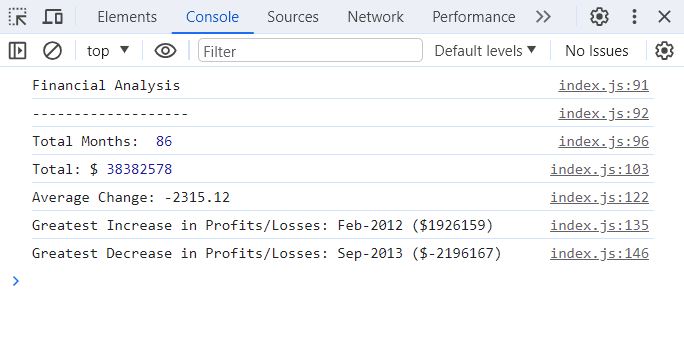 Elements Console Sources Network Performance
top Filter Default levels No Issues
Financial Analysis index.js:91
------------------- index.js:92
Total Months:  86 index.js:96
Total: $ 38382578 index.js:103
Average Change: -2315.12 index.js:122
Greatest Increase in Profits/Losses: Feb-2012 ($1926159) index.js:135
Greatest Decrease in Profits/Losses: Sep-2013 ($-2196167) index.js:146